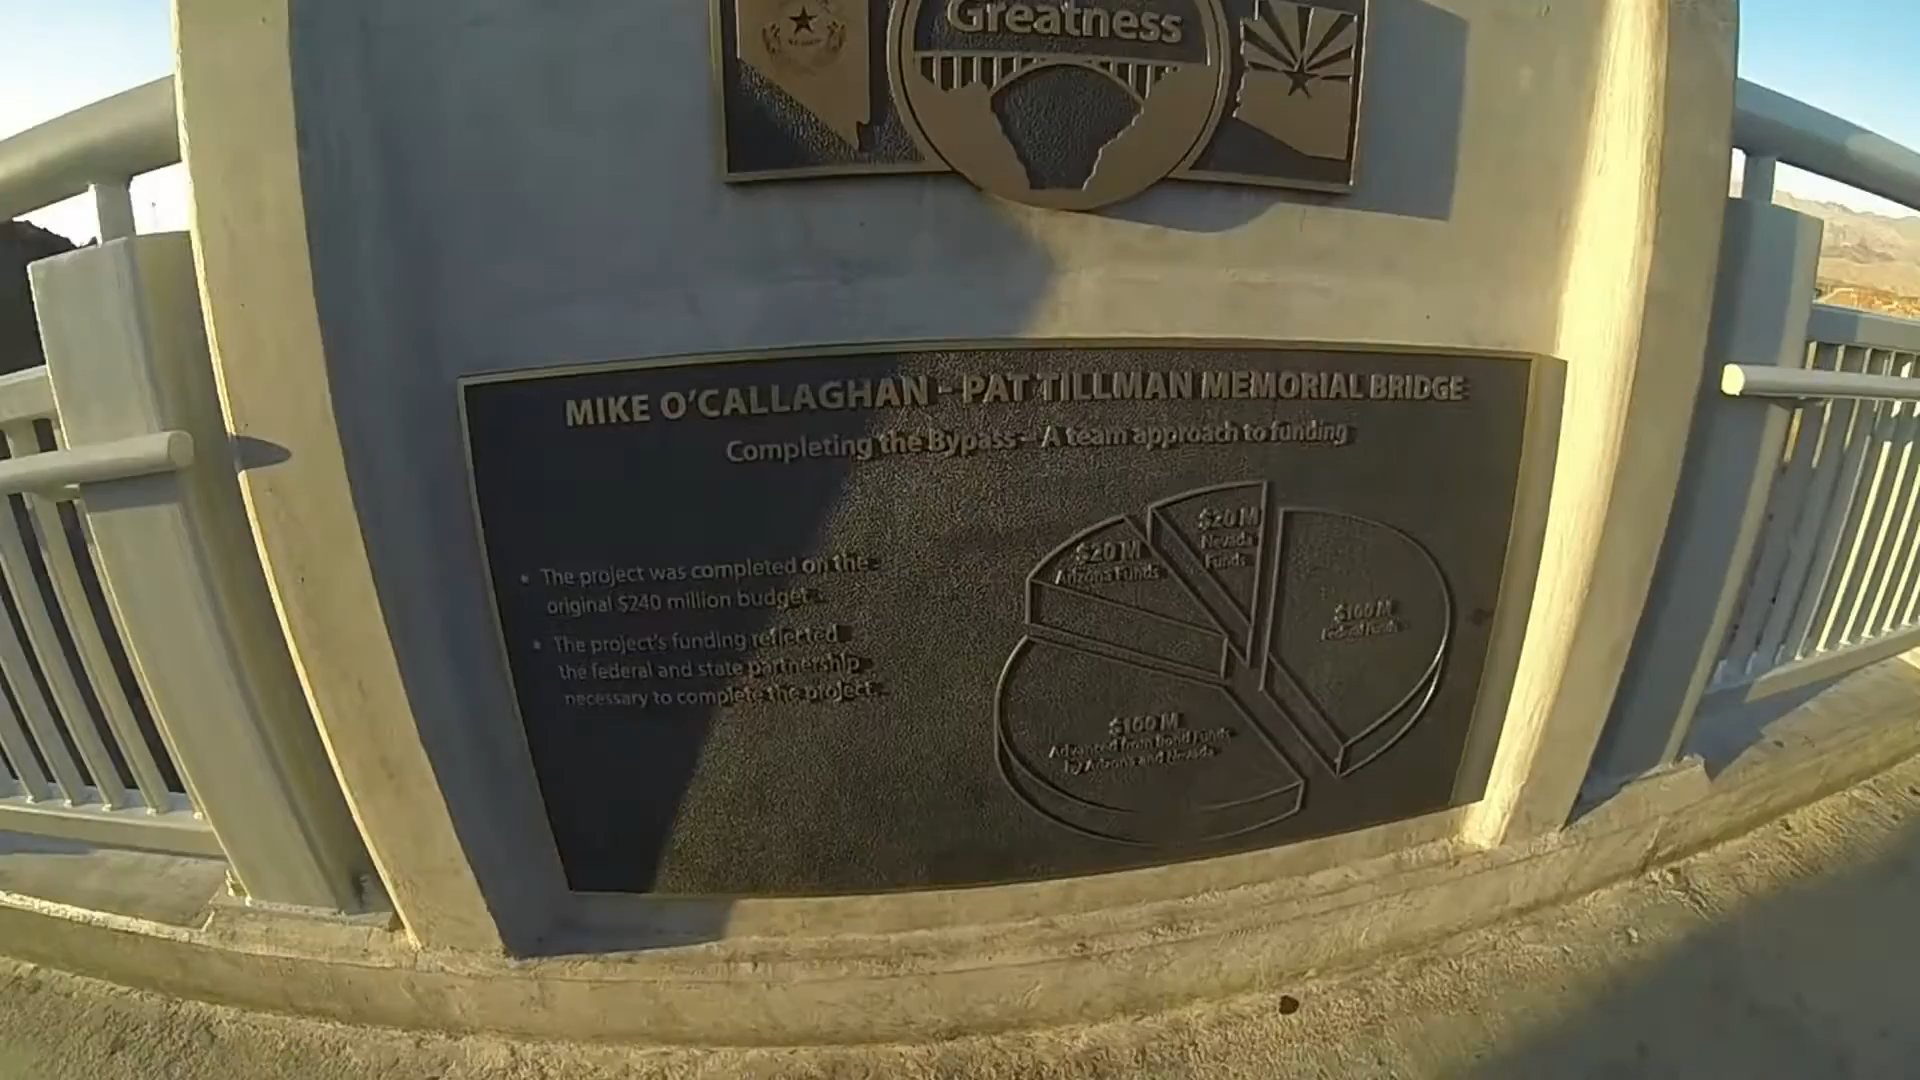 Greatness
MIKE O'CALLAGHAN - PAT TILLMAN MEMORIAL BRIDGE
Completing the Bypass - A team approach to funding
• The project was completed on the
original $240 million budget.
• The project's funding reflected
the federal and state partnership
necessary to complete the project.
$20 M
Arizona Funds
$20 M
Nevada
Funds
$100 M
Federal Funds
$100 M
Advanced from Bond Funds
by Arizona and Nevada